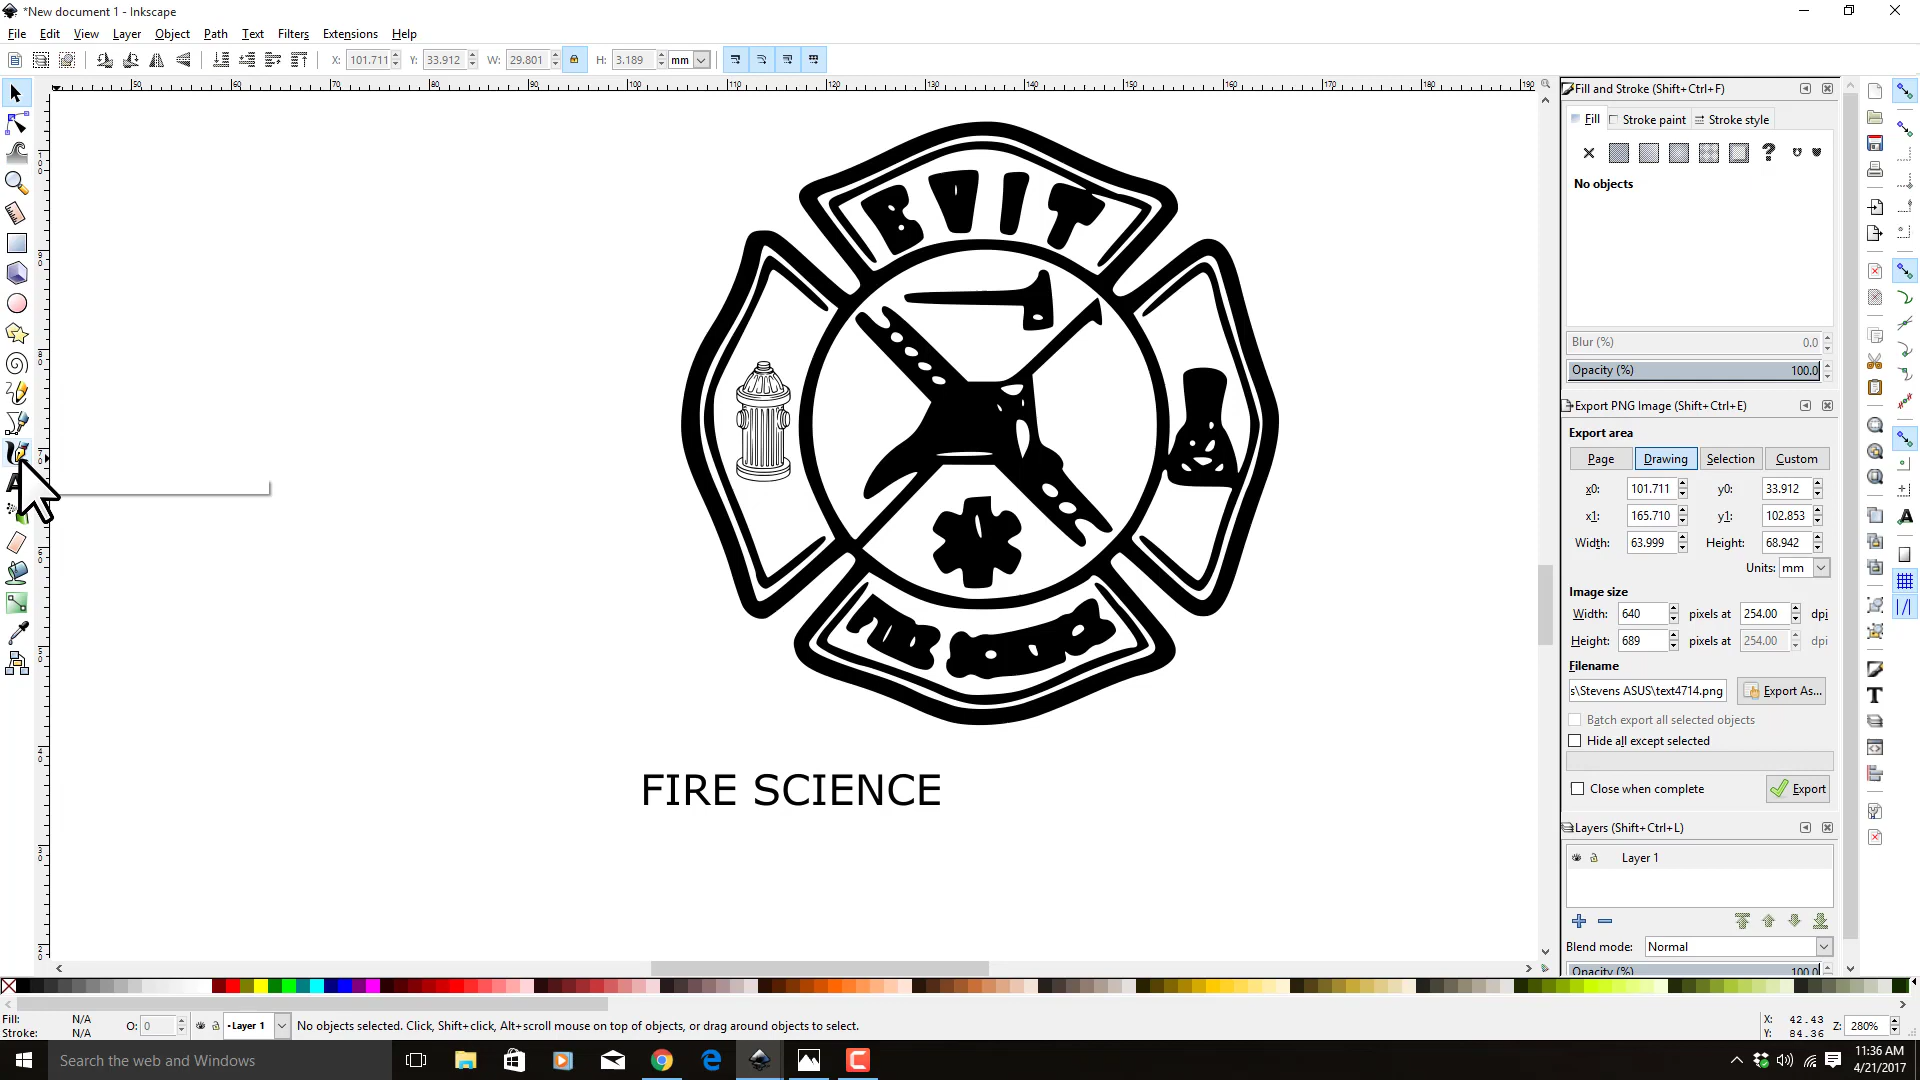 *New document 1 - Inkscape
File Edit View Layer Object Path Text Filters Extensions Help
X: 101.711 Y: 33.912 W: 29.801 H: 3.189 mm
Fill and Stroke (Shift+Ctrl+F)
Fill Stroke paint Stroke style
No objects
Blur (%) 0.0
Opacity (%) 100.0
Export PNG Image (Shift+Ctrl+E)
Export area
Page Drawing Selection Custom
x0: 101.711 y0: 33.912
x1: 165.710 y1: 102.853
Width: 63.999 Height: 68.942
Units: mm
Image size
Width: 640 pixels at 254.00 dpi
Height: 689 pixels at 254.00 dpi
Filename
s\Stevens ASUS\text4714.png Export As...
Batch export all selected objects
Hide all except selected
Close when complete Export
Layers (Shift+Ctrl+L)
Layer 1
Blend mode: Normal
Opacity (%) 100.0
EVIT
FIRE SCIENCE
FIRE SCIENCE
Fill: N/A
Stroke: N/A
O: 0
Layer 1
No objects selected. Click, Shift+click, Alt+scroll mouse on top of objects, or drag around objects to select.
X: 42.43
Y: 84.36
Z: 280%
Search the web and Windows
11:36 AM
4/21/2017